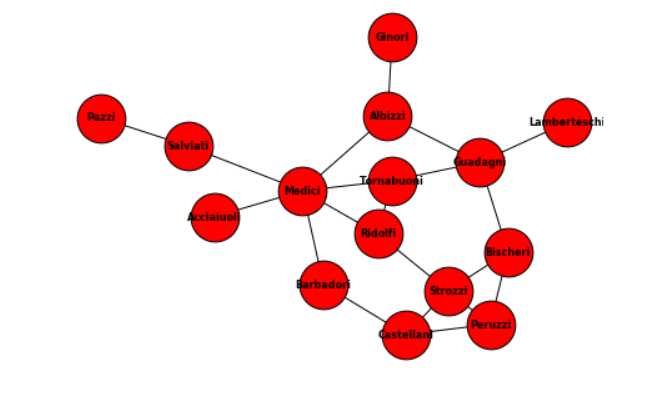 Ginori
Albizzi
Pazzi
Lamberteschi
Salviati
Guadagni
Tornabuoni
Medici
Acciaiuoli
Ridolfi
Bischeri
Barbadori
Strozzi
Castellani
Peruzzi